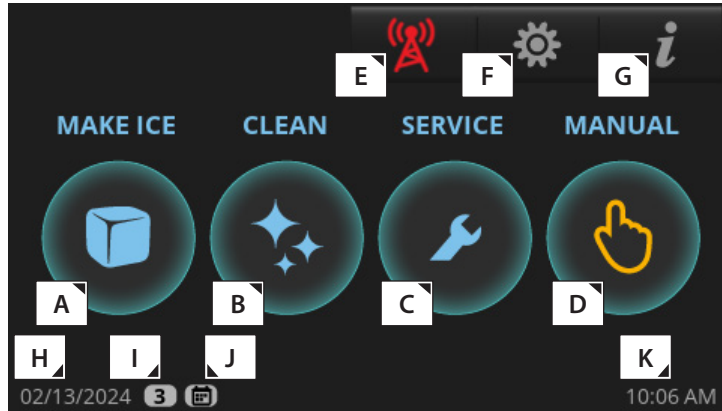 E F G
MAKE ICE CLEAN SERVICE MANUAL
A B C D
H I J K
02/13/2024 3 10:06 AM